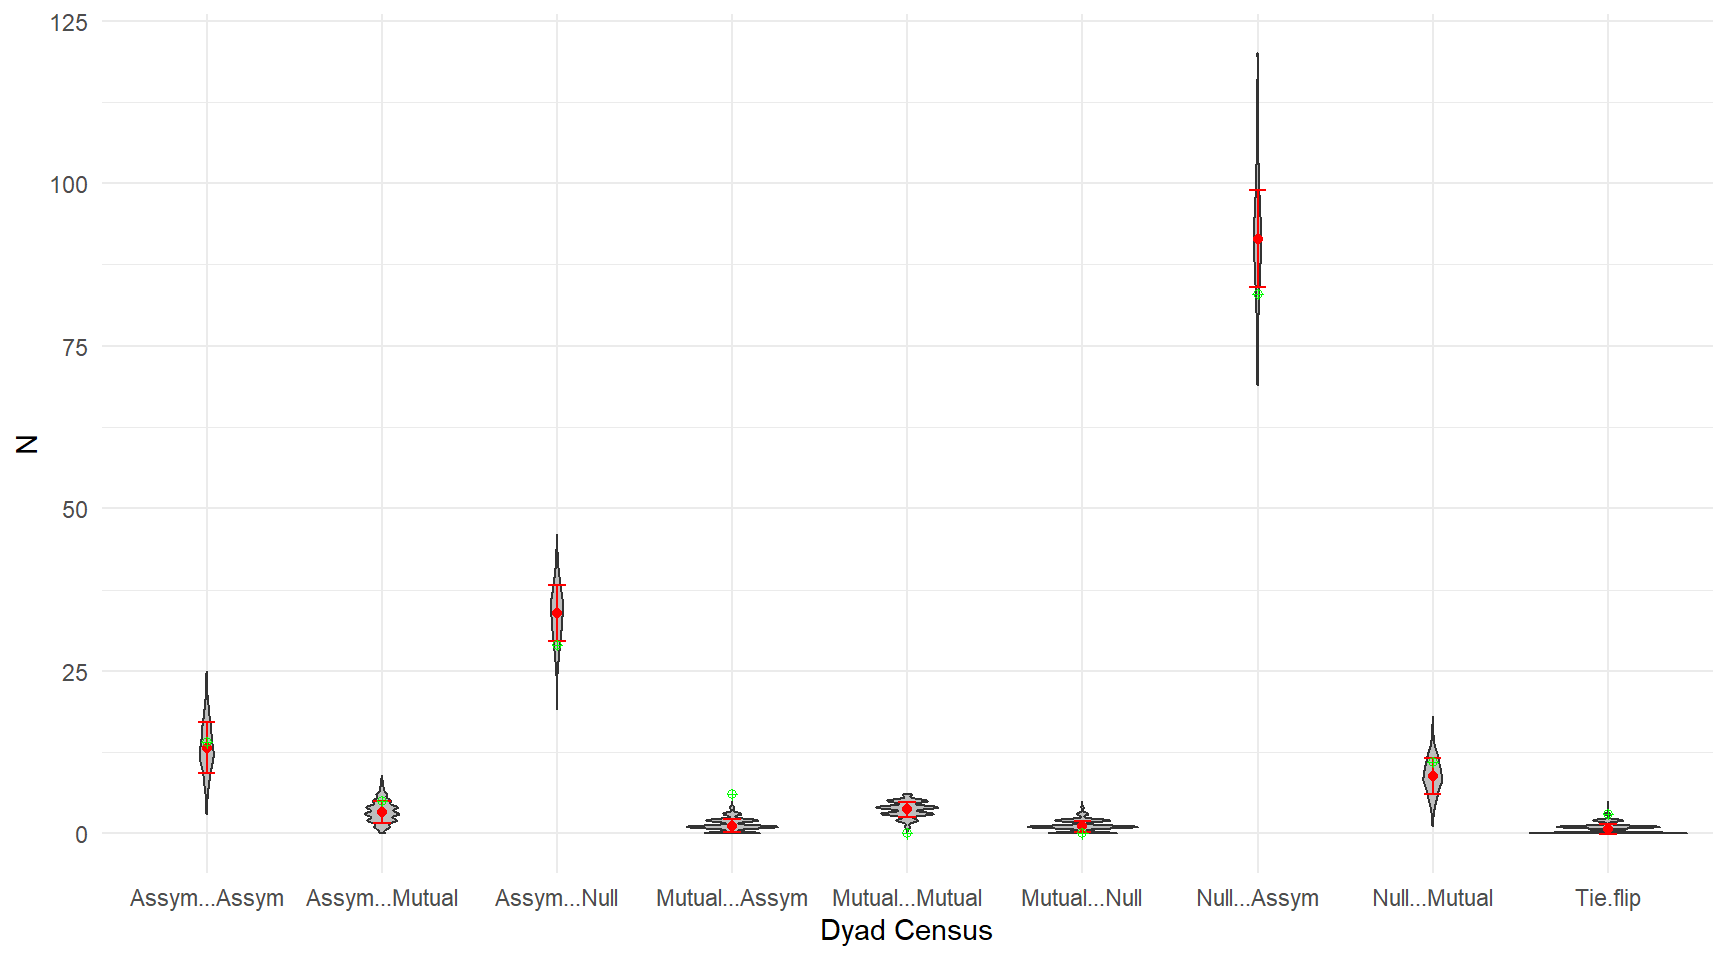 125
100
75
50
25
0
N
Assym...Assym Assym...Mutual Assym...Null Mutual...Assym Mutual...Mutual Mutual...Null Null...Assym Null...Mutual Tie.flip
Dyad Census